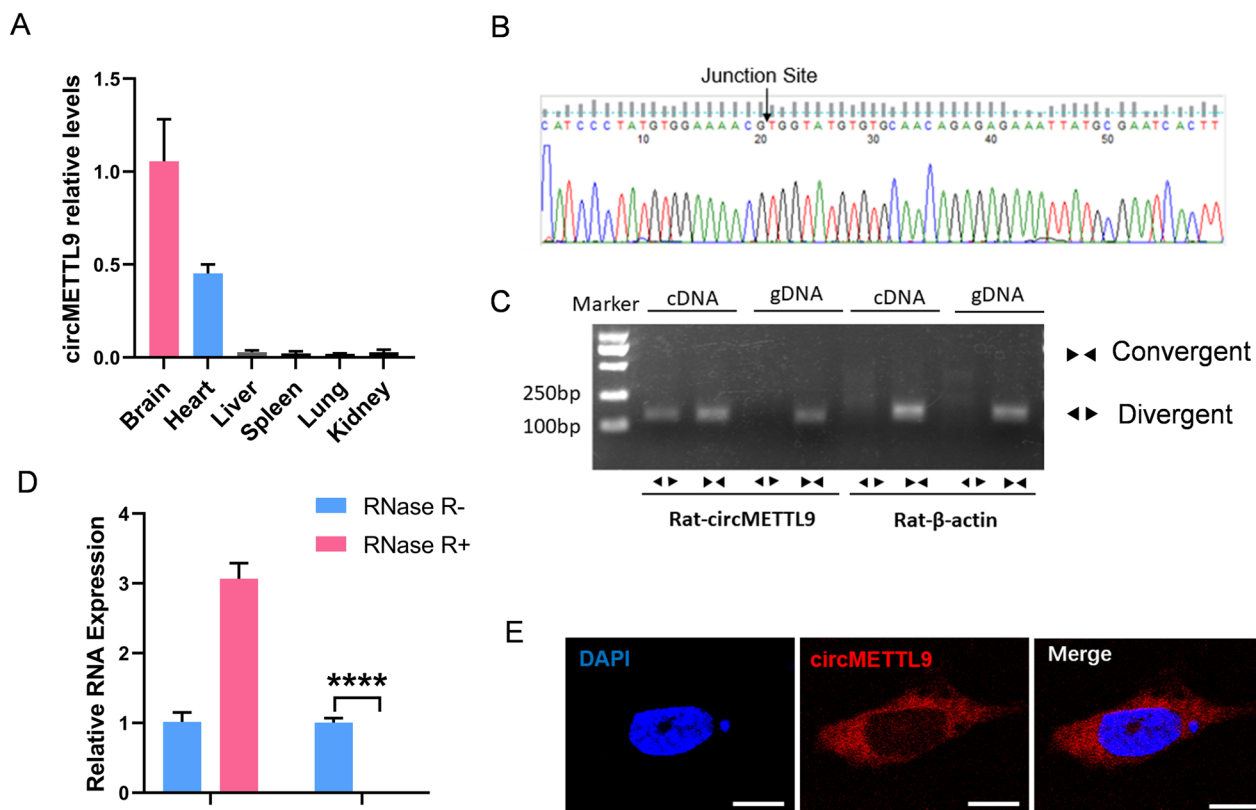 A
circMETTL9 relative levels
1.5
1.0
0.5
0.0
Brain
Heart
Liver
Spleen
Lung
Kidney
B
Junction Site
CATCCCTATGTGGAAAACGTGGTATGTGTGCAACAGAGAGAAATTATGCGAATCACTT
10 20 30 40 50
C
Marker cDNA gDNA cDNA gDNA
250bp
100bp
Convergent
Divergent
Rat-circMETTL9 Rat-β-actin
D
Relative RNA Expression
4
3
2
1
0
RNase R-
RNase R+
****
E
DAPI circMETTL9 Merge